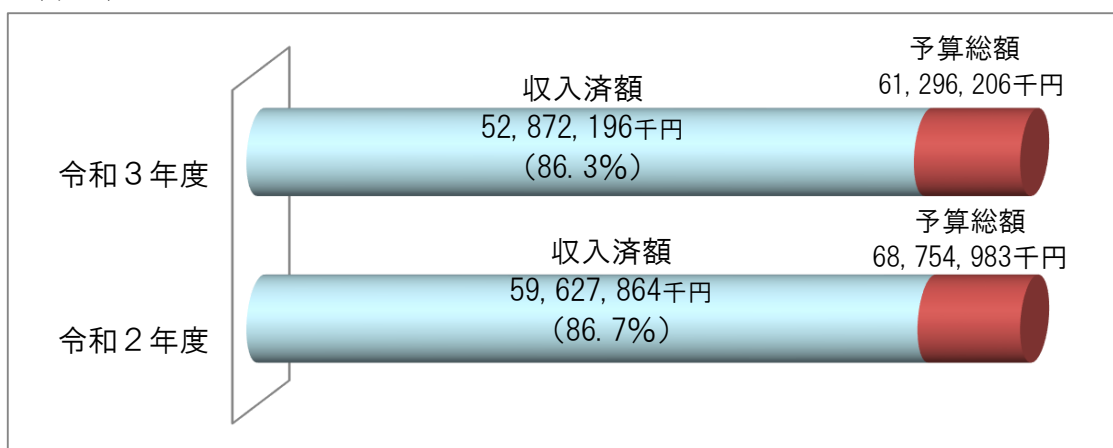 予算総額
61,296,206千円
収入済額
52,872,196千円
(86.3%)
令和3年度
予算総額
68,754,983千円
収入済額
59,627,864千円
(86.7%)
令和2年度